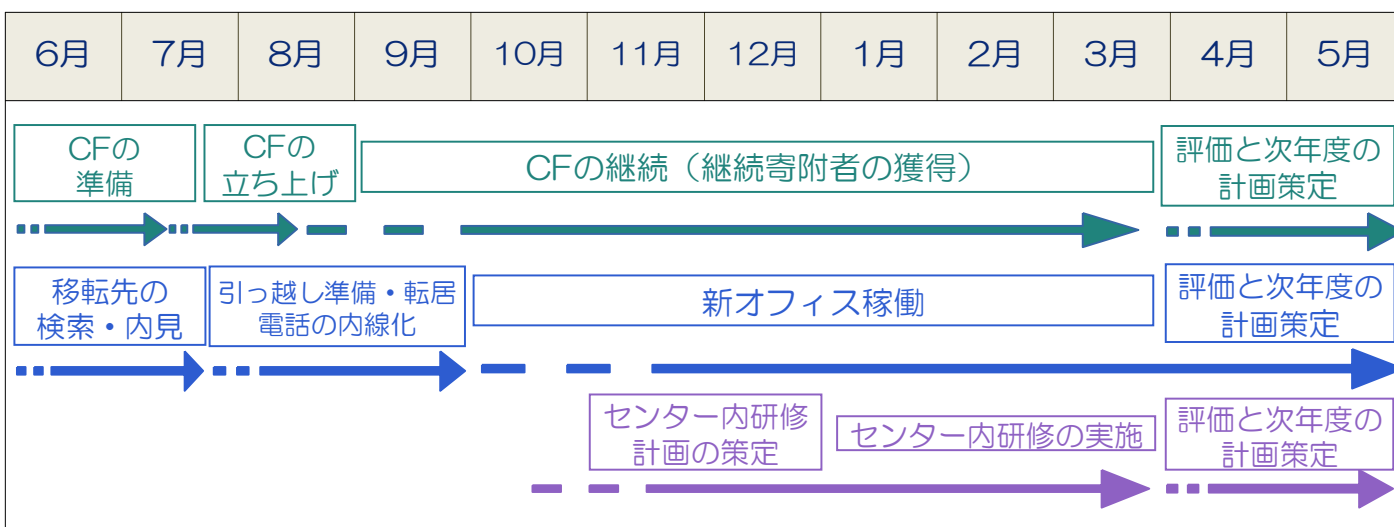 6月 7月 8月 9月 10月 11月 12月 1月 2月 3月 4月 5月
CFの
準備
CFの
立ち上げ
CFの継続（継続寄附者の獲得）
評価と次年度の
計画策定
移転先の
検索・内見
引っ越し準備・転居
電話の内線化
新オフィス稼働
評価と次年度の
計画策定
センター内研修
計画の策定
センター内研修の実施
評価と次年度の
計画策定